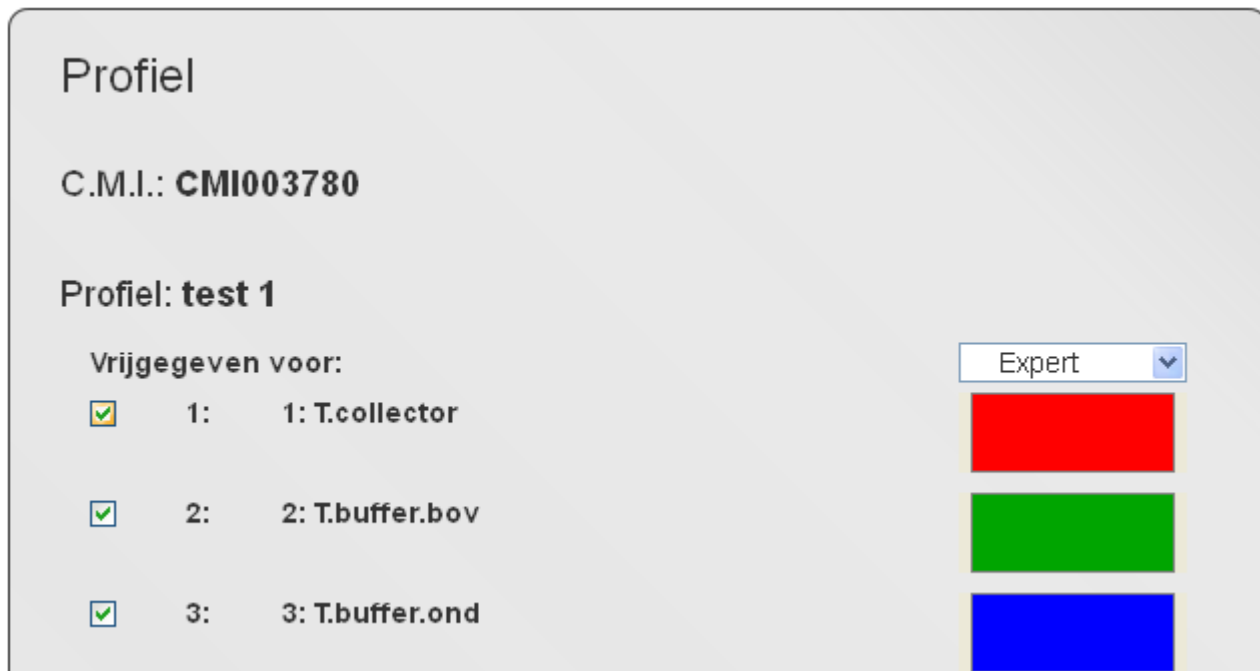 Profiel
C.M.I.: CMI003780
Profiel: test 1
Vrijgegeven voor: Expert
1: 1: T.collector
2: 2: T.buffer.bov
3: 3: T.buffer.ond